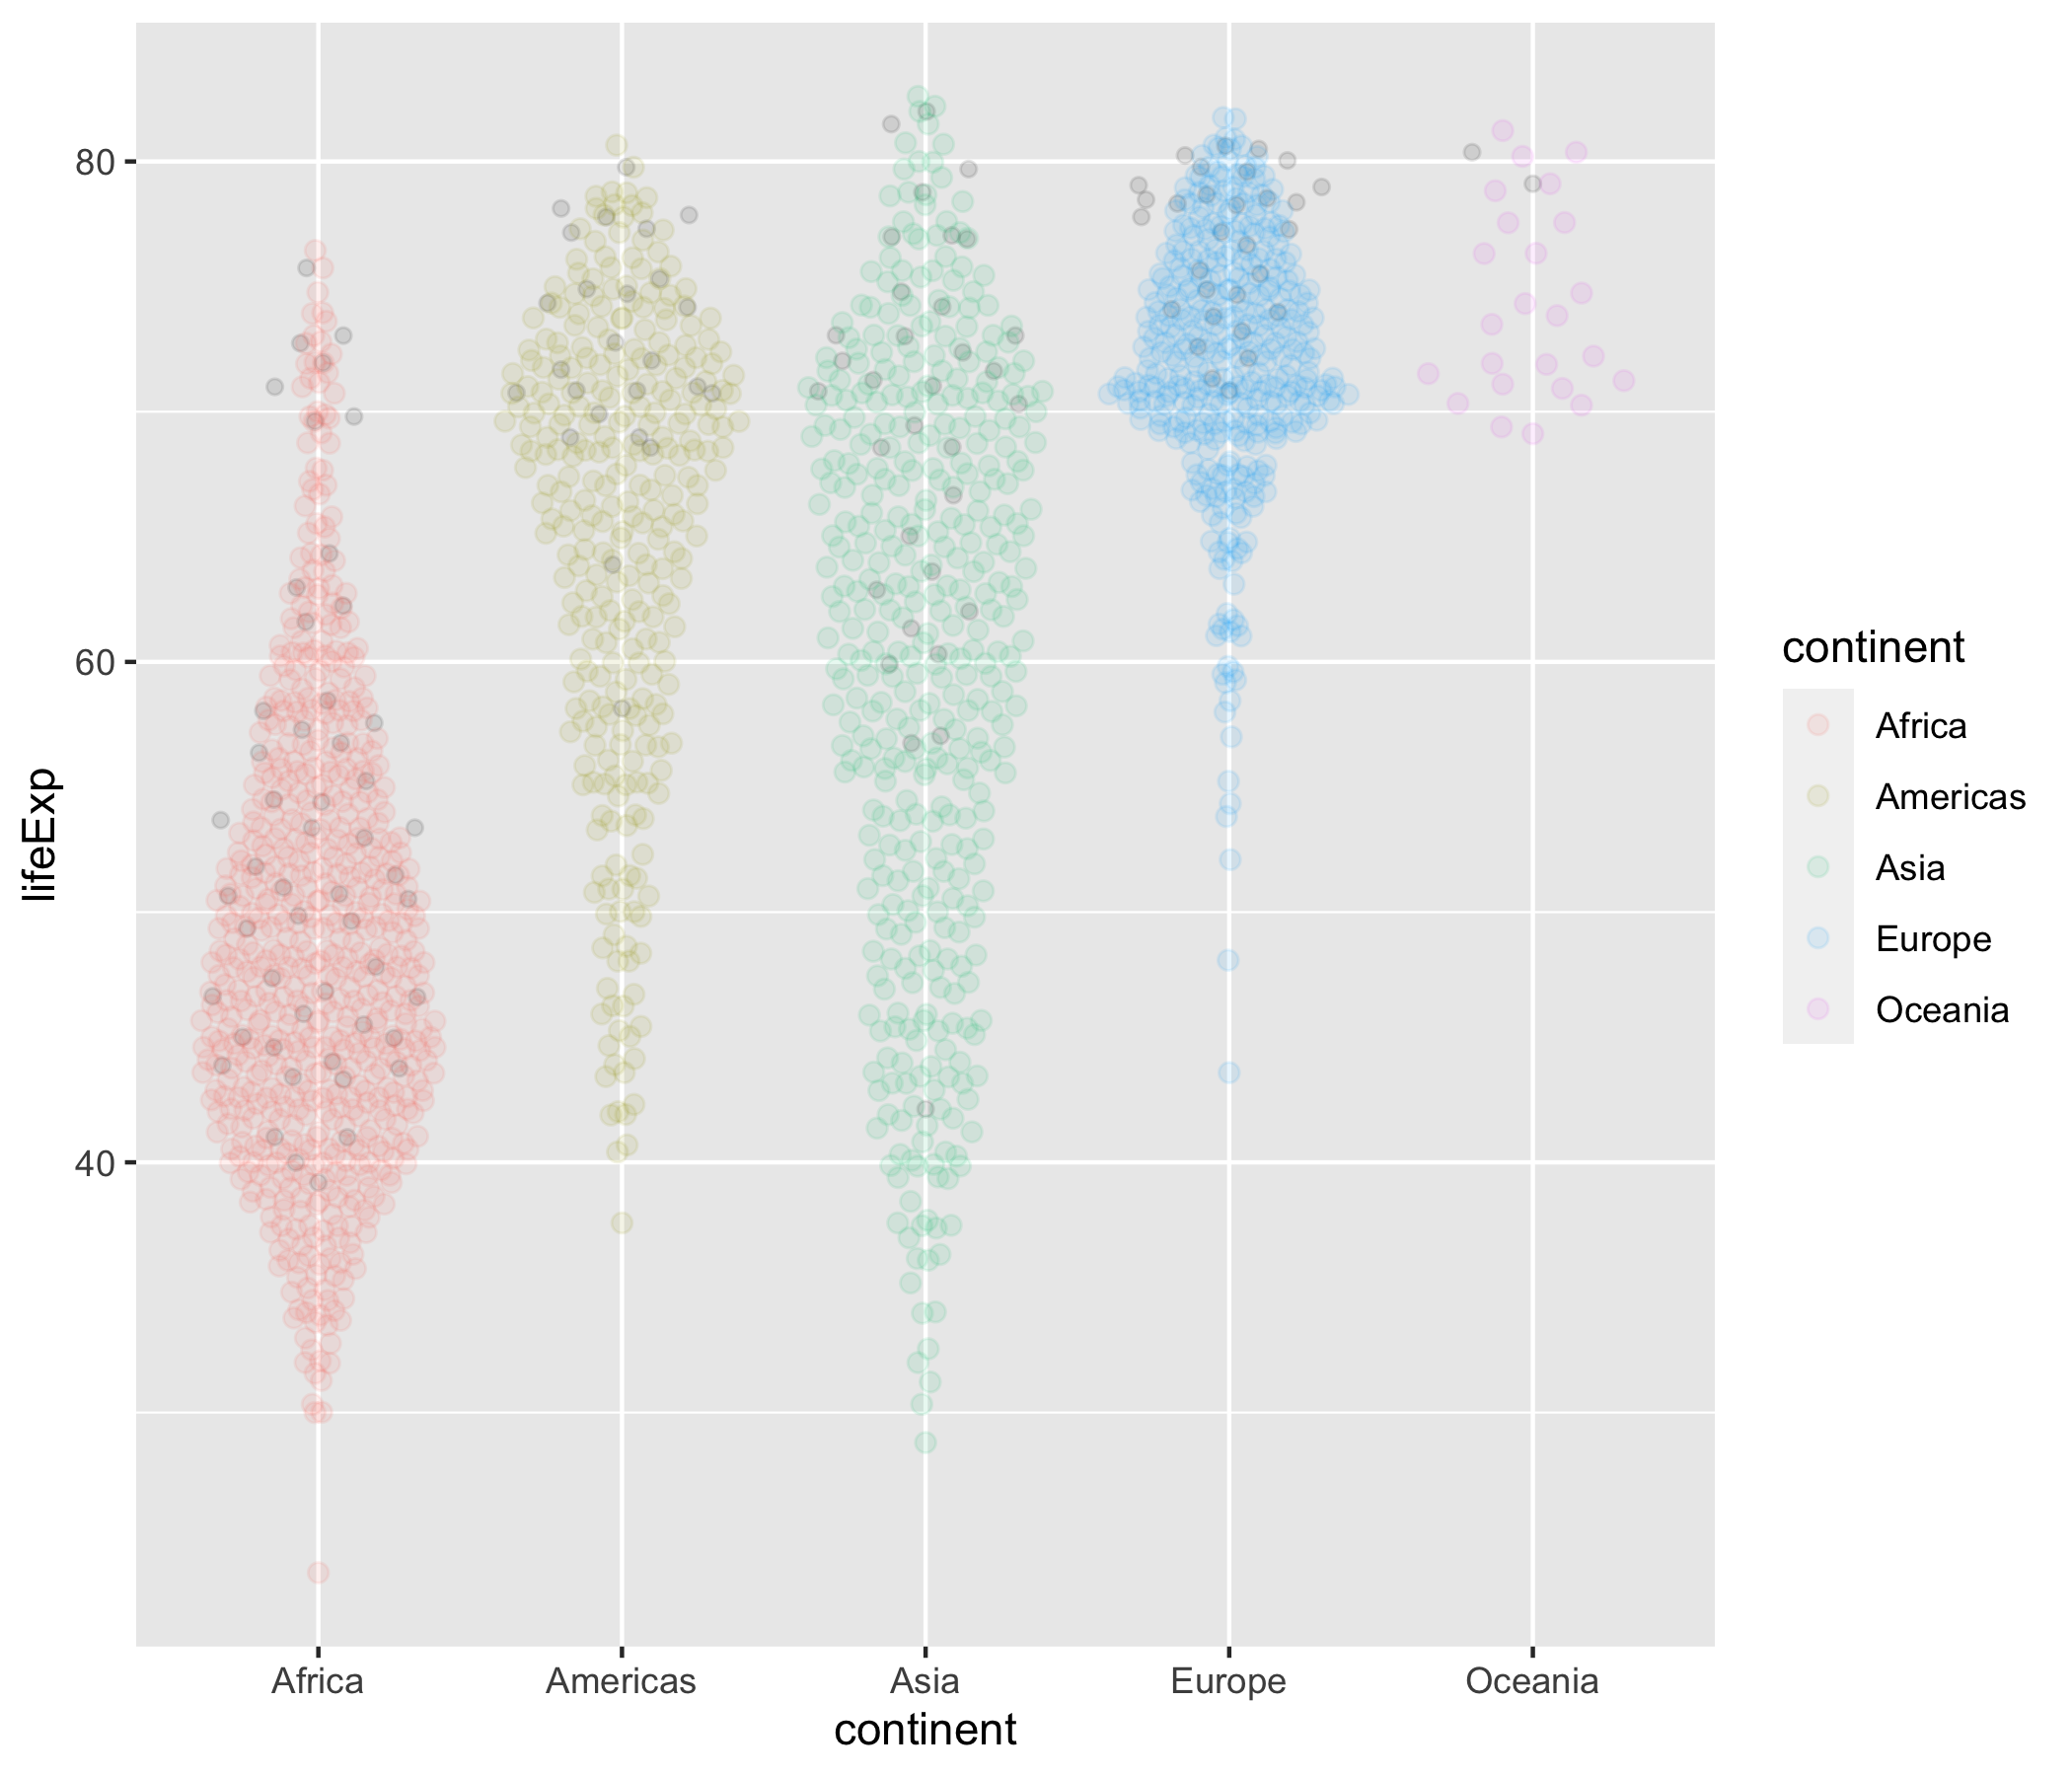 80
60
40
lifeExp
Africa
Americas
Asia
Europe
Oceania
continent
continent
Africa
Americas
Asia
Europe
Oceania